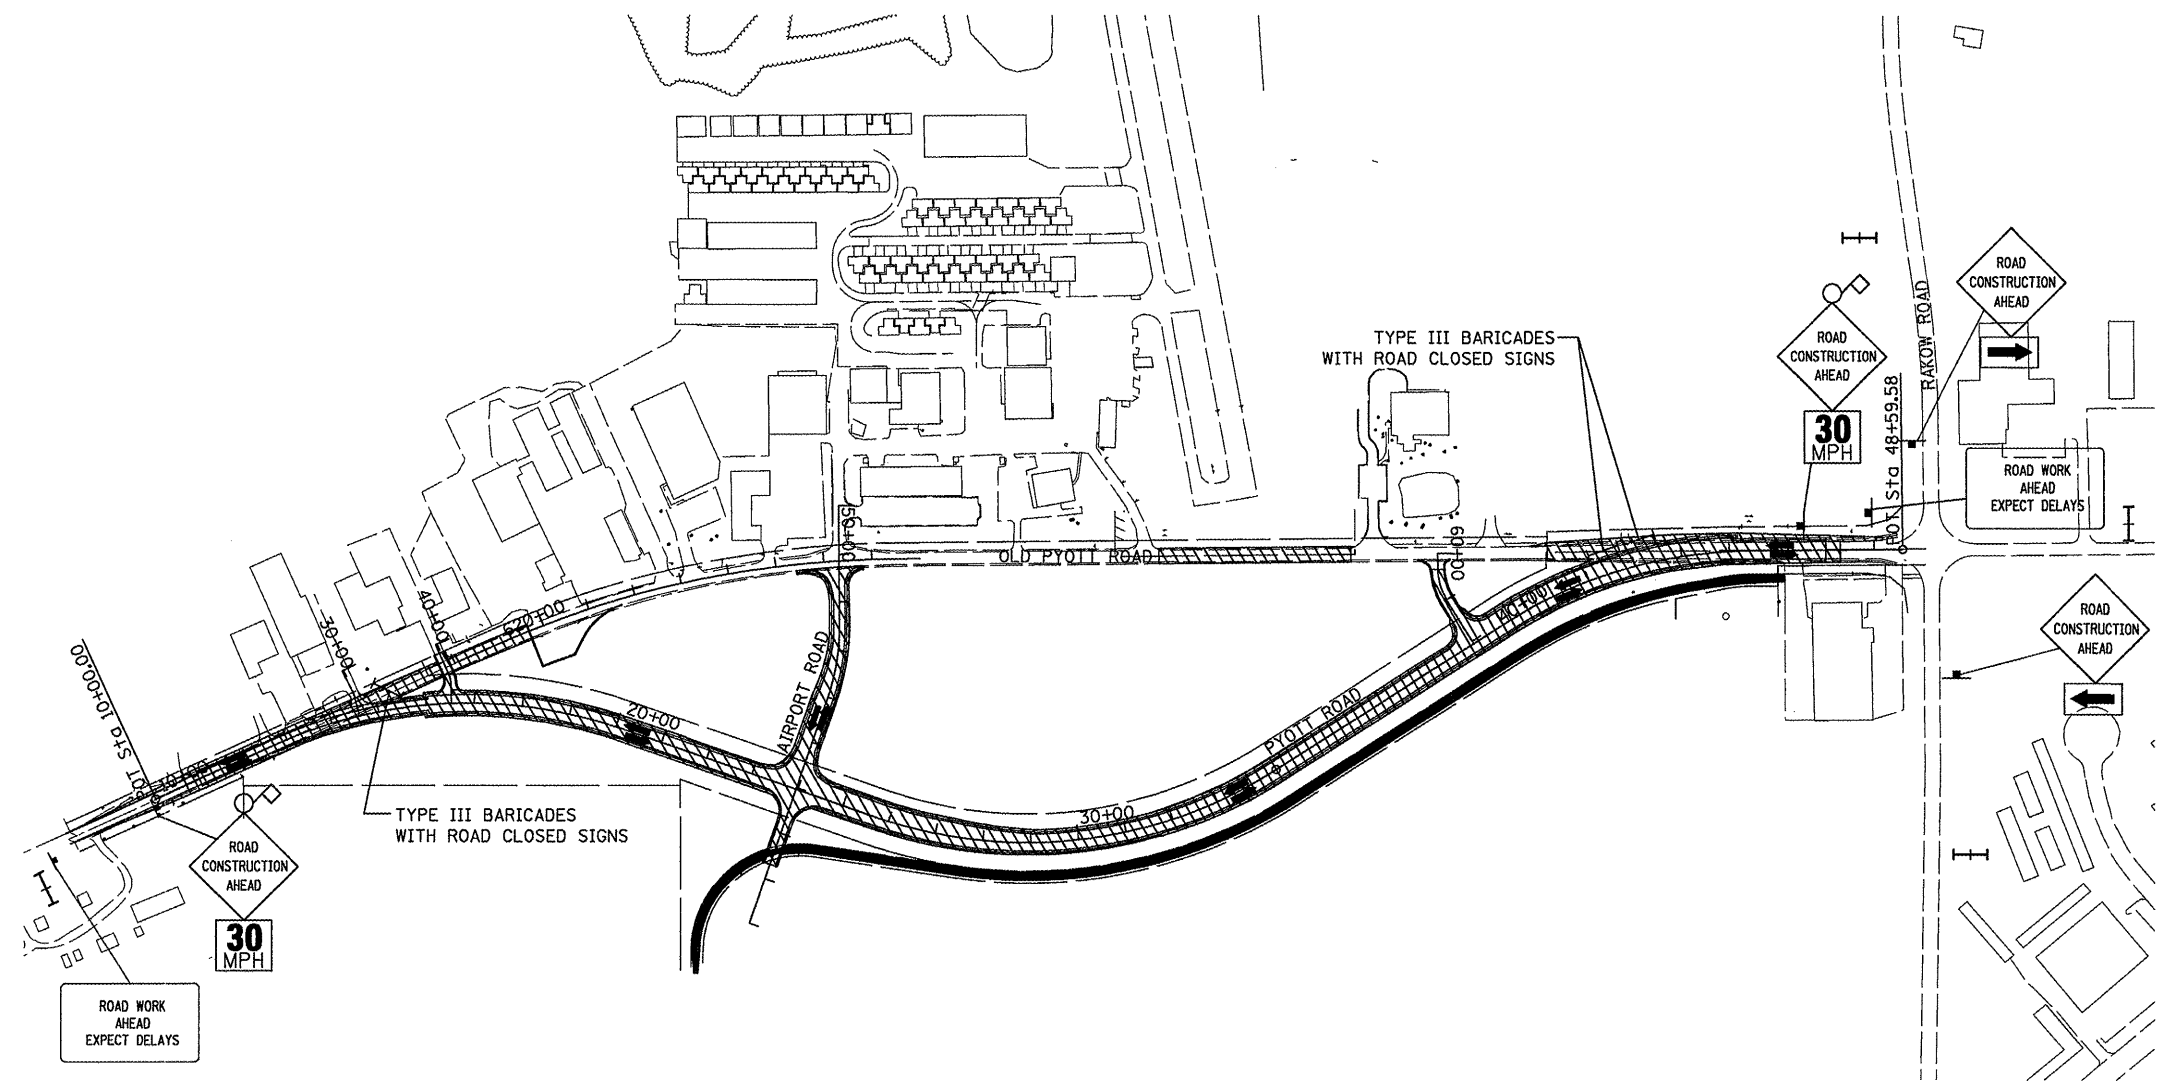 ROAD
CONSTRUCTION
AHEAD
RAKOW ROAD
ROAD
CONSTRUCTION
AHEAD
30
MPH
TYPE III BARICADES
WITH ROAD CLOSED SIGNS
POT Sta 48+59.58
ROAD WORK
AHEAD
EXPECT DELAYS
50+00
OLD PYOTT ROAD
60+00
40+00
620+00
40+00
30+00
ROAD
CONSTRUCTION
AHEAD
POT Sta 10+00.00
AIRPORT ROAD
PYOTT ROAD
20+00
10+00
30+00
TYPE III BARICADES
WITH ROAD CLOSED SIGNS
ROAD
CONSTRUCTION
AHEAD
30
MPH
ROAD WORK
AHEAD
EXPECT DELAYS